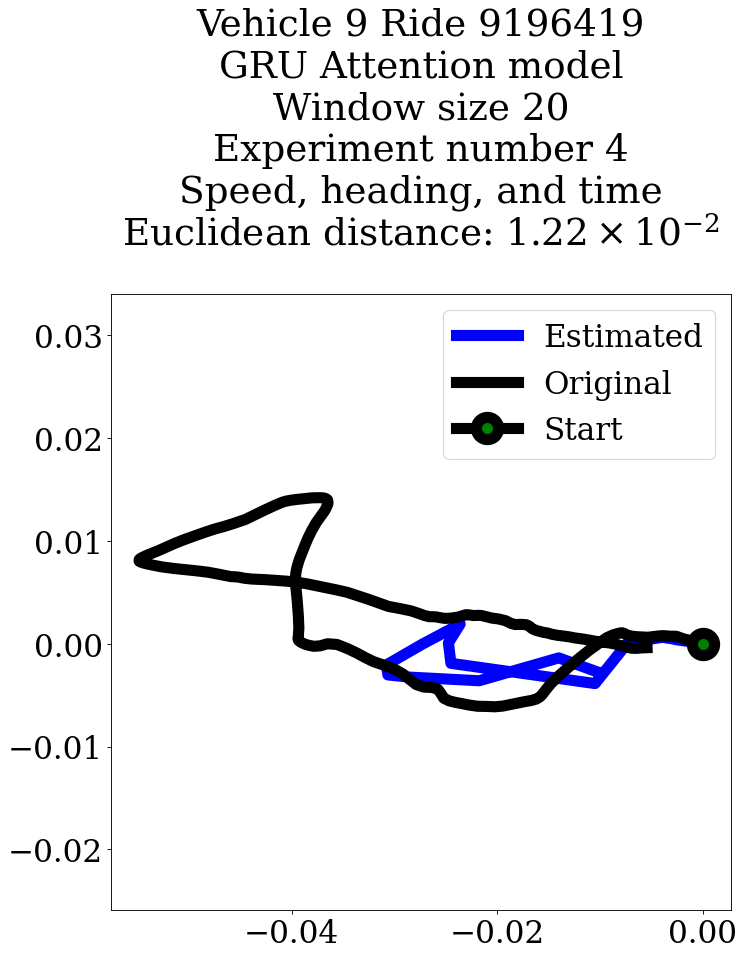 Vehicle 9 Ride 9196419
GRU Attention model
Window size 20
Experiment number 4
Speed, heading, and time
Euclidean distance: 1.22 × 10⁻²
Estimated
Original
Start
0.03
0.02
0.01
0.00
−0.01
−0.02
−0.04
−0.02
0.00